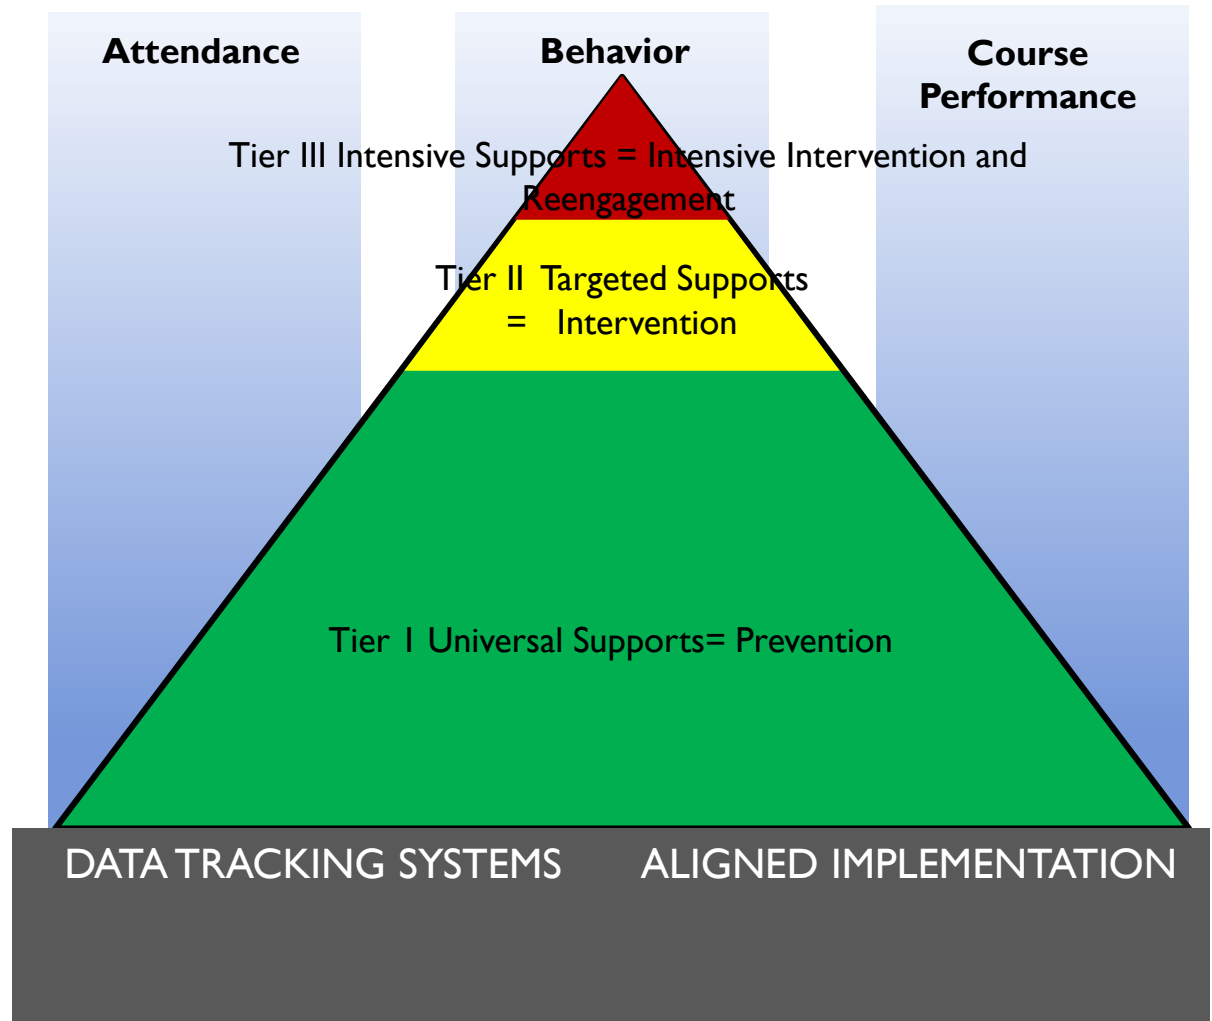 Attendance
Behavior
Course
Performance
Tier III Intensive Supports = Intensive Intervention and
Reengagement
Tier II  Targeted Supports
=   Intervention
Tier 1 Universal Supports= Prevention
DATA TRACKING SYSTEMS
ALIGNED IMPLEMENTATION